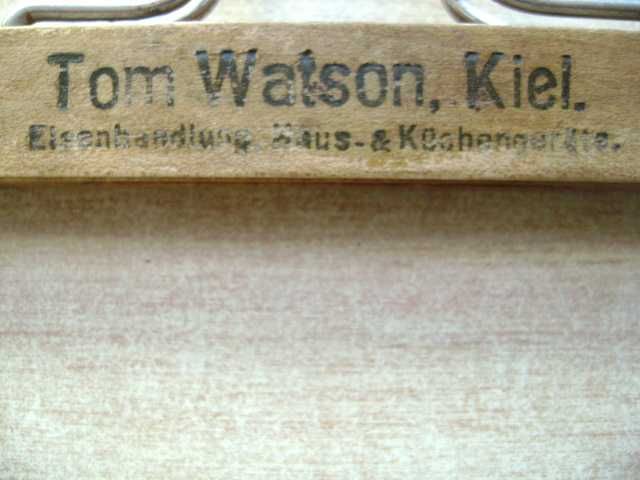 Tom Watson, Kiel.
Eisenhandlung, Haus-& Küchengeräte.